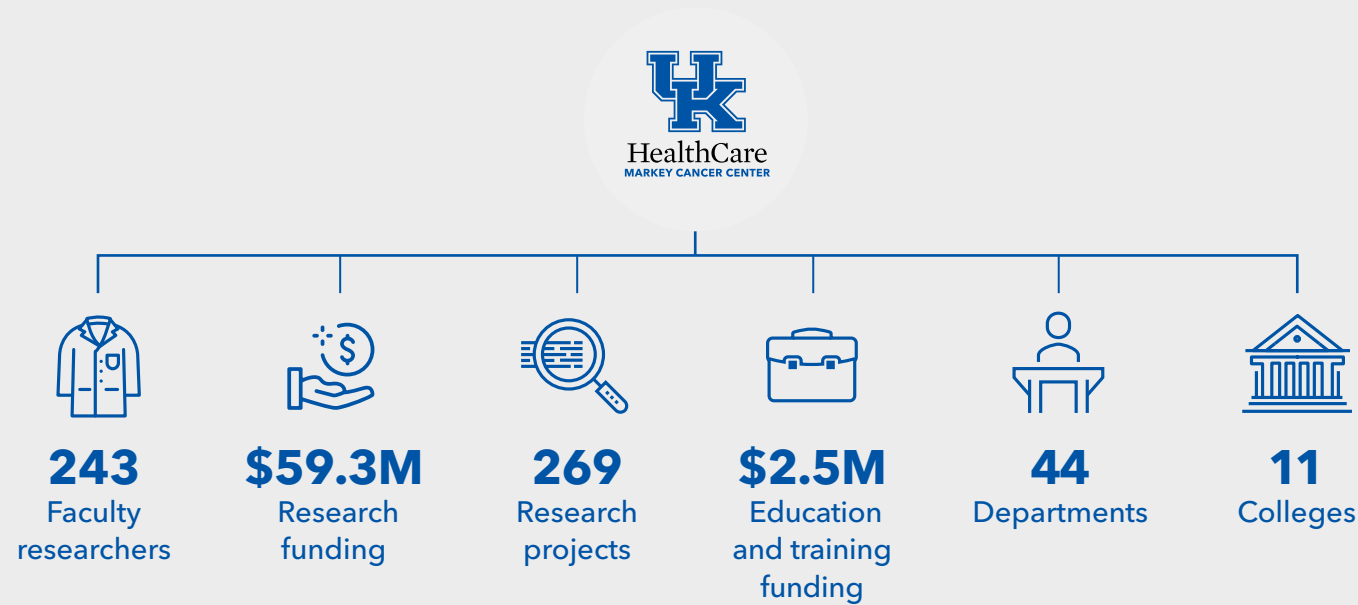 UK
HealthCare
MARKEY CANCER CENTER
$
243
Faculty
researchers
$59.3M
Research
funding
269
Research
projects
$2.5M
Education
and training
funding
44
Departments
11
Colleges